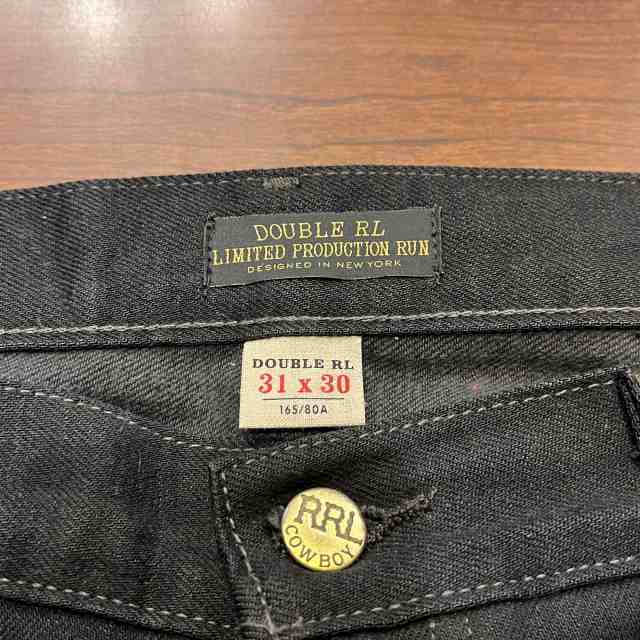 DOUBLE RL
LIMITED PRODUCTION RUN
DESIGNED IN NEW YORK
DOUBLE RL
31 x 30
165/80A
RRL
COWBOY